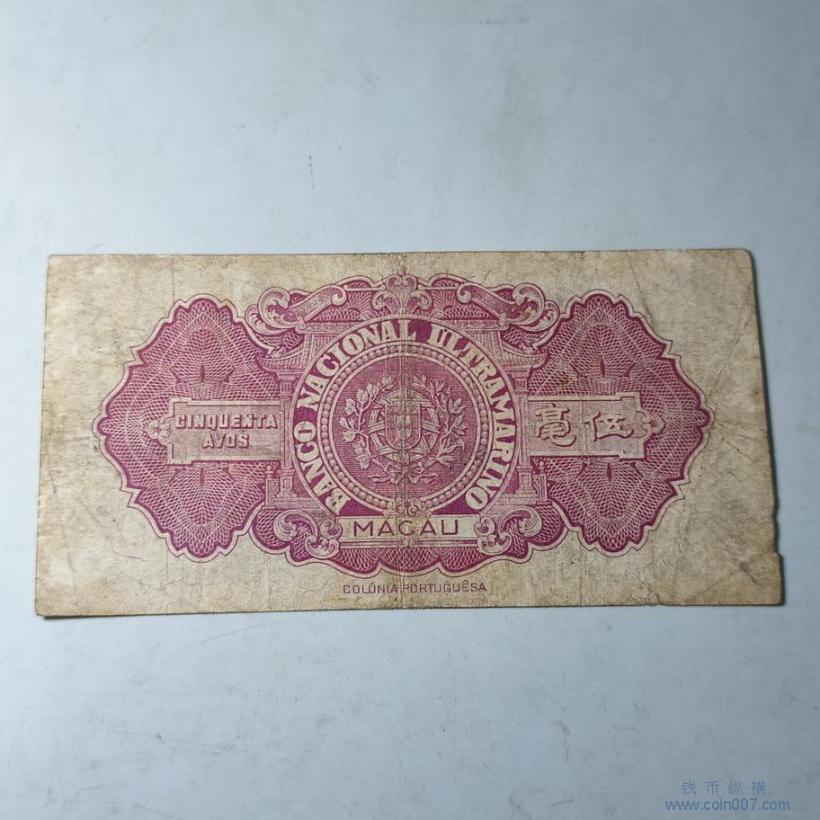 BANCO NACIONAL ULTRAMARINO
CINQUENTA
AVOS
毫伍
MACAU
COLÓNIA PORTUGUÊSA
钱币纵横
www.coin007.com